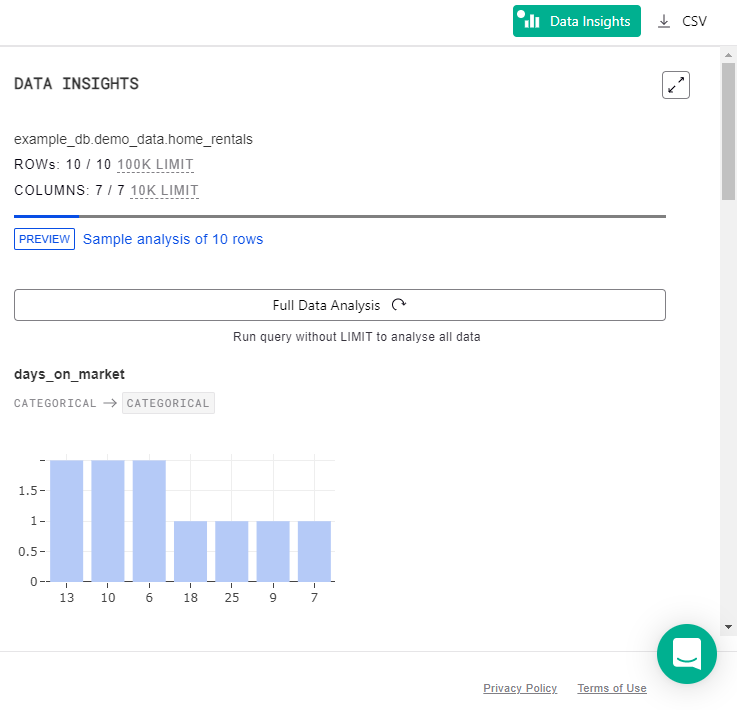 Data Insights CSV
DATA INSIGHTS
example_db.demo_data.home_rentals
ROWs: 10 / 10 100K LIMIT
COLUMNS: 7 / 7 10K LIMIT
PREVIEW Sample analysis of 10 rows
Full Data Analysis
Run query without LIMIT to analyse all data
days_on_market
CATEGORICAL → CATEGORICAL
1.5
1
0.5
0
13 10 6 18 25 9 7
Privacy Policy Terms of Use